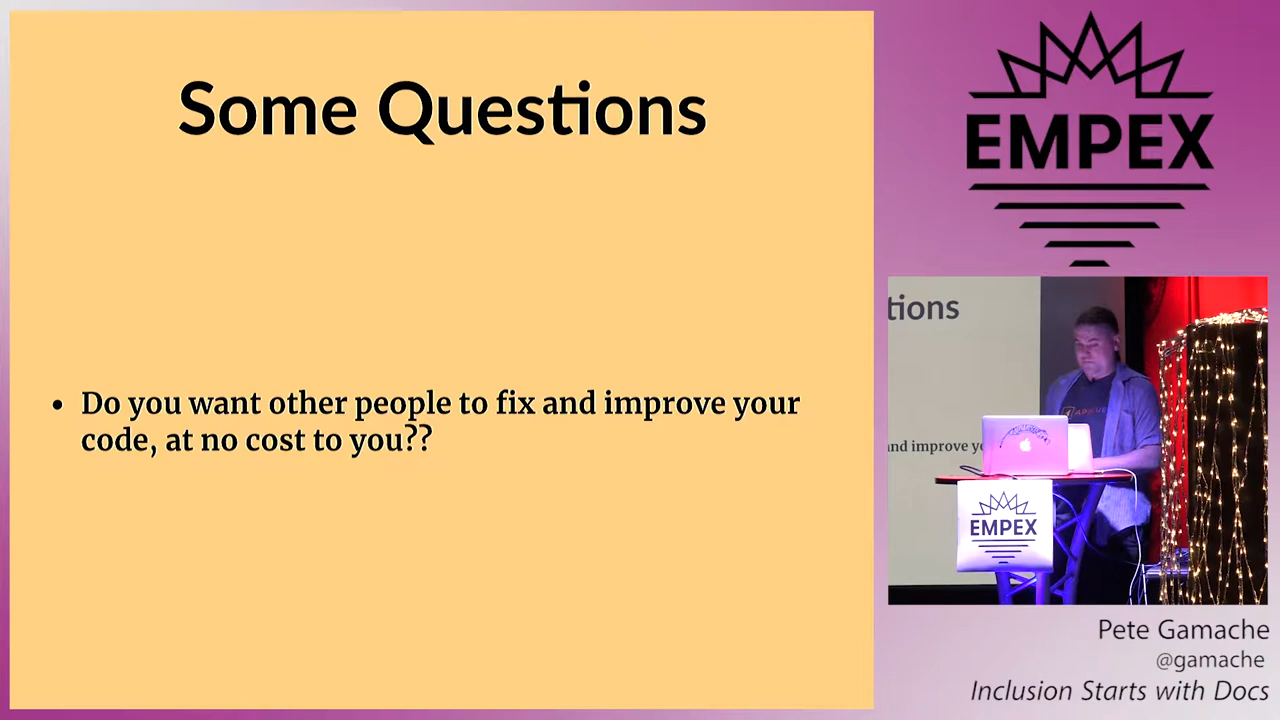 Some Questions
• Do you want other people to fix and improve your
code, at no cost to you??
EMPEX
tions
and improve yo
EMPEX
Pete Gamache
@gamache
Inclusion Starts with Docs